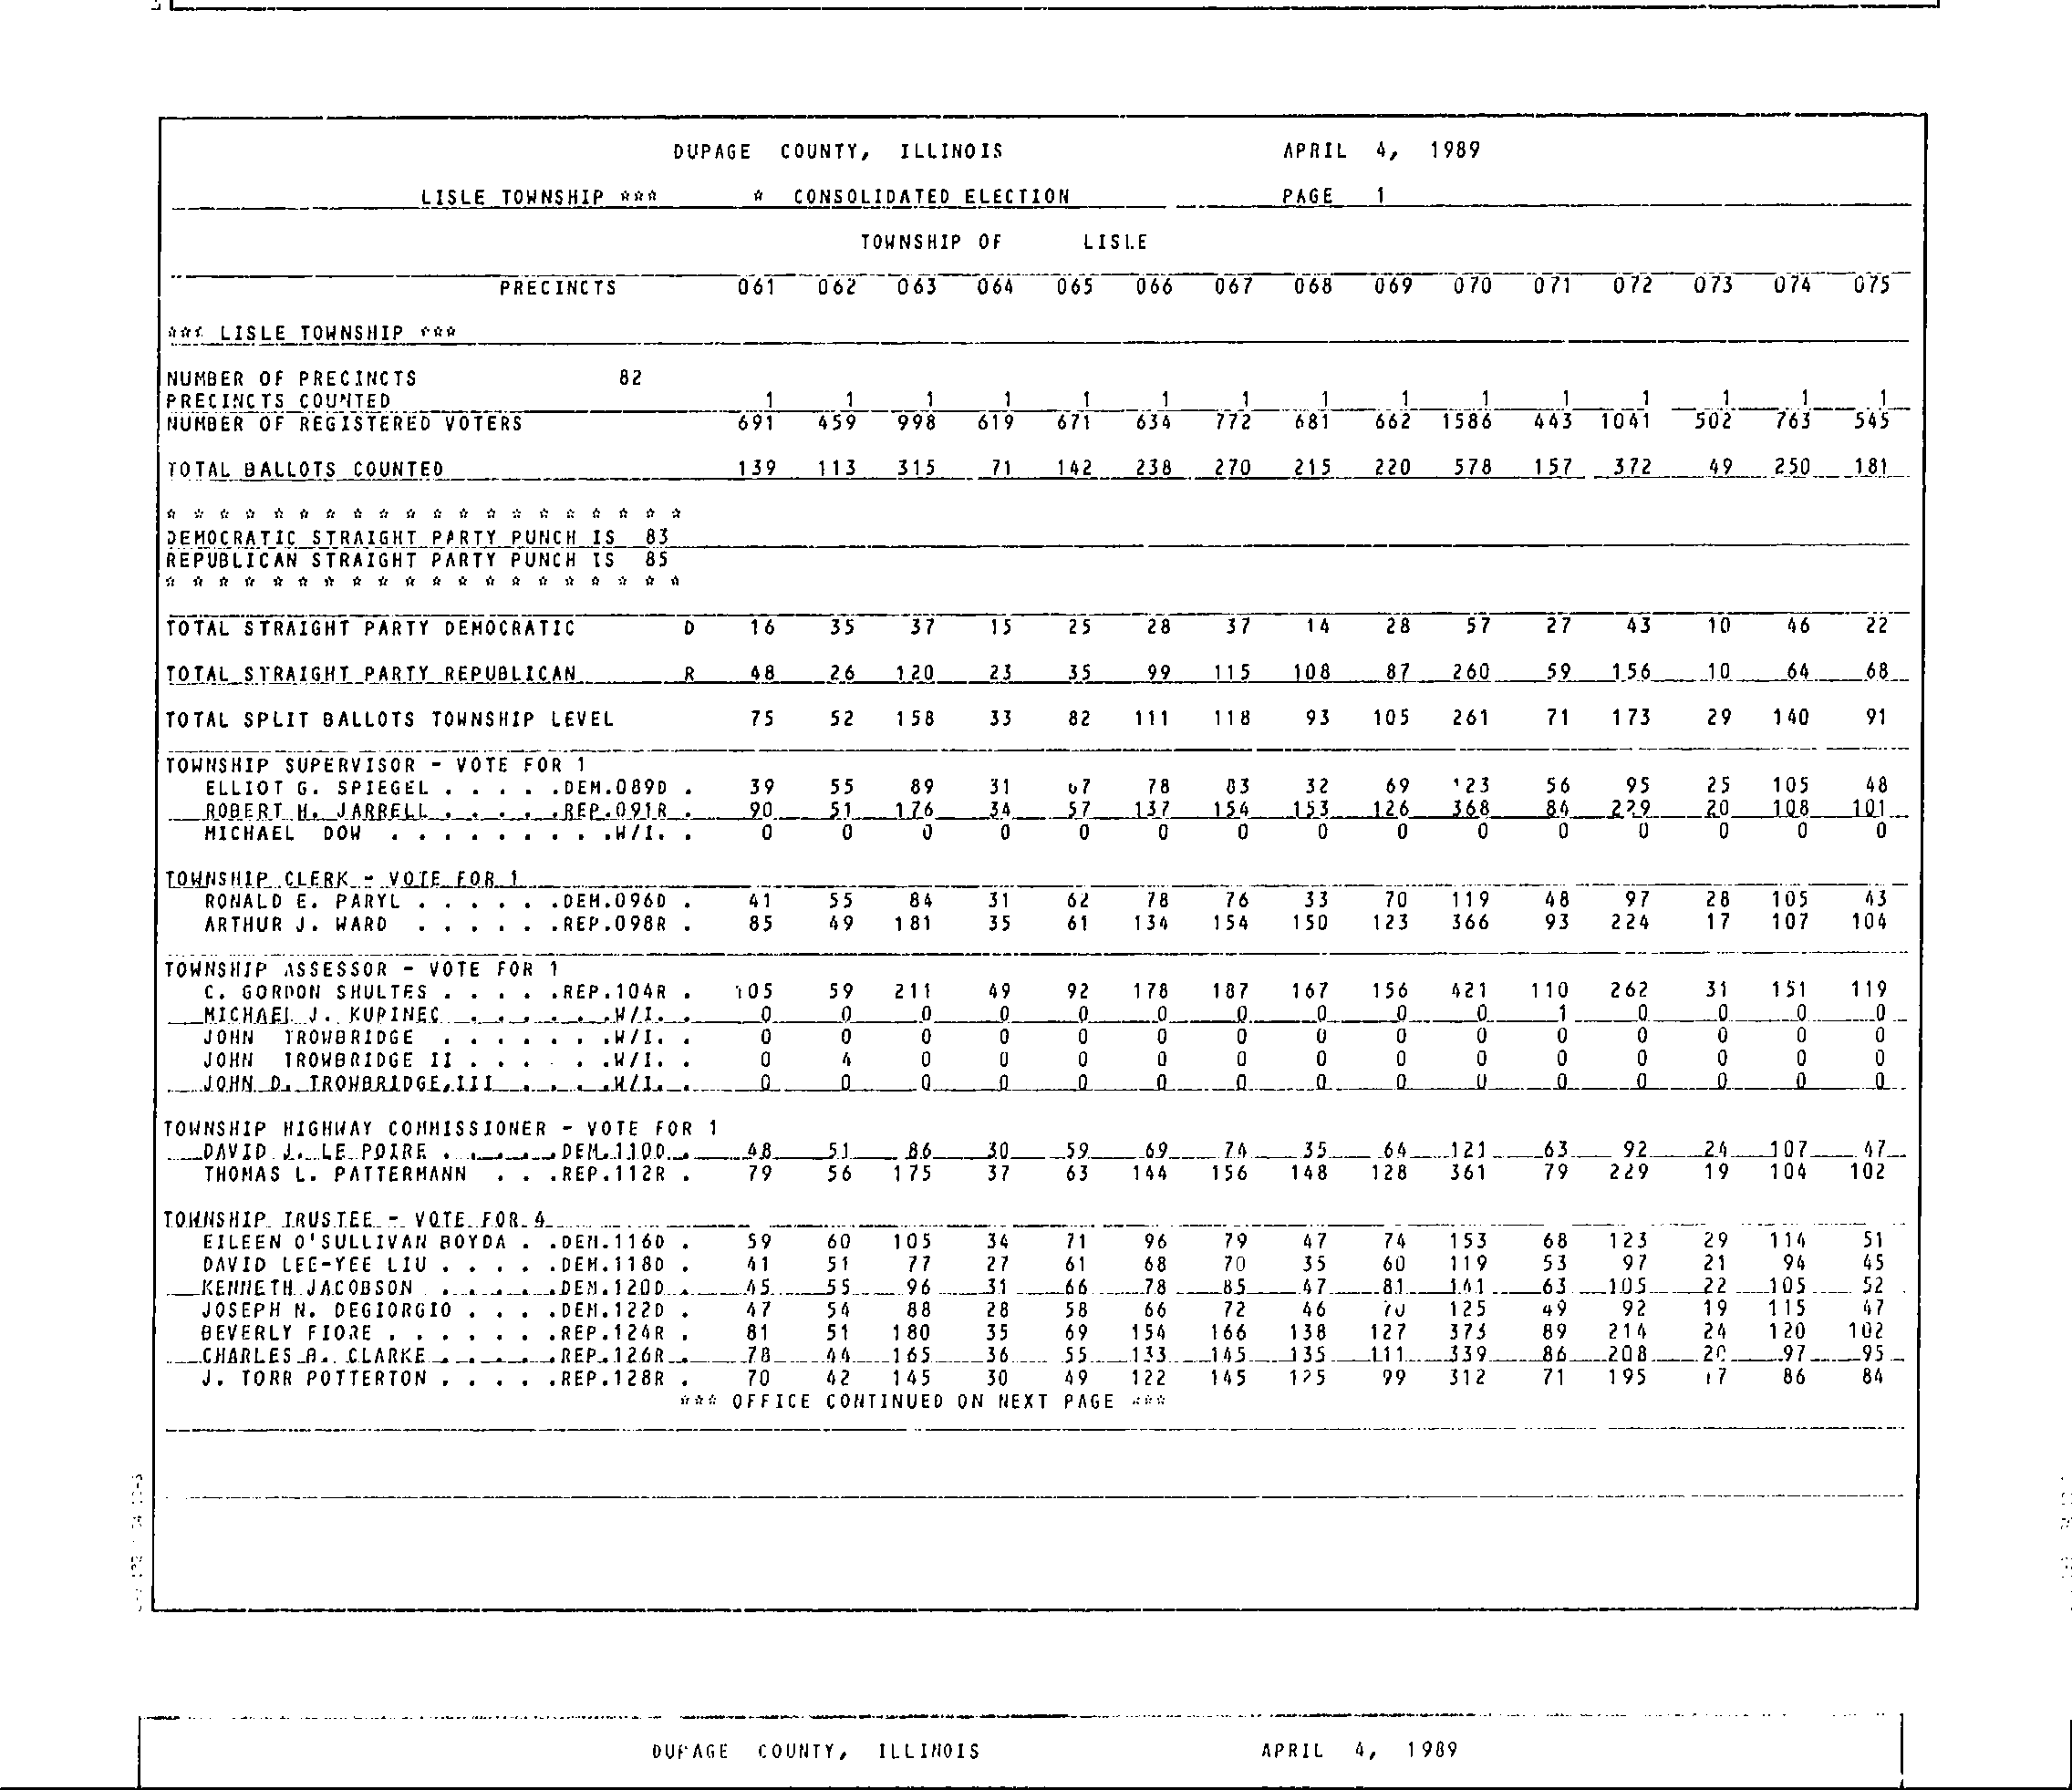 DUPAGE COUNTY, ILLINOIS APRIL 4, 1989
LISLE TOWNSHIP *** * CONSOLIDATED ELECTION PAGE 1
TOWNSHIP OF LISLE
PRECINCTS 061 062 063 064 065 066 067 068 069 070 071 072 073 074 075
*** LISLE TOWNSHIP ***
NUMBER OF PRECINCTS 82
PRECINCTS COUNTED 1 1 1 1 1 1 1 1 1 1 1 1 1 1 1
NUMBER OF REGISTERED VOTERS 691 459 998 619 671 634 772 681 662 1586 443 1041 502 763 545
TOTAL BALLOTS COUNTED 139 113 315 71 142 238 270 215 220 578 157 372 49 250 181
* * * * * * * * * * * * * * * * * * * *
DEMOCRATIC STRAIGHT PARTY PUNCH IS 83
REPUBLICAN STRAIGHT PARTY PUNCH IS 85
* * * * * * * * * * * * * * * * * * * *
TOTAL STRAIGHT PARTY DEMOCRATIC D 16 35 37 15 25 28 37 14 28 57 27 43 10 46 22
TOTAL STRAIGHT PARTY REPUBLICAN R 48 26 120 23 35 99 115 108 87 260 59 156 10 64 68
TOTAL SPLIT BALLOTS TOWNSHIP LEVEL 75 52 158 33 82 111 118 93 105 261 71 173 29 140 91
TOWNSHIP SUPERVISOR - VOTE FOR 1
ELLIOT G. SPIEGEL . . . . .DEM.089D . 39 55 89 31 67 78 83 32 69 123 56 95 25 105 48
ROBERT H. JARRELL . . . . .REP.091R . 90 51 176 34 57 137 154 153 126 368 84 229 20 108 101
MICHAEL DOW . . . . . . . . .W/I. . 0 0 0 0 0 0 0 0 0 0 0 0 0 0 0
TOWNSHIP CLERK - VOTE FOR 1
RONALD E. PARYL . . . . . .DEM.096D . 41 55 84 31 62 78 76 33 70 119 48 97 28 105 43
ARTHUR J. WARD . . . . . .REP.098R . 85 49 181 35 61 134 154 150 123 366 93 224 17 107 104
TOWNSHIP ASSESSOR - VOTE FOR 1
C. GORDON SHULTES . . . . .REP.104R . 105 59 211 49 92 178 187 167 156 421 110 262 31 151 119
MICHAEL J. KUPINEC . . . . . .W/I. . 0 0 0 0 0 0 0 0 0 0 1 0 0 0 0
JOHN TROWBRIDGE . . . . . . .W/I. . 0 0 0 0 0 0 0 0 0 0 0 0 0 0 0
JOHN TROWBRIDGE II . . . . . .W/I. . 0 4 0 0 0 0 0 0 0 0 0 0 0 0 0
JOHN D. TROWBRIDGE,III . . . .W/I. . 0 0 0 0 0 0 0 0 0 0 0 0 0 0 0
TOWNSHIP HIGHWAY COMMISSIONER - VOTE FOR 1
DAVID J. LE POIRE . . . . .DEM.110D . 48 51 86 30 59 69 74 35 64 121 63 92 24 107 47
THOMAS L. PATTERMANN . . .REP.112R . 79 56 175 37 63 144 156 148 128 361 79 229 19 104 102
TOWNSHIP TRUSTEE - VOTE FOR 4
EILEEN O'SULLIVAN BOYDA . .DEM.116D . 59 60 105 34 71 96 79 47 74 153 68 123 29 114 51
DAVID LEE-YEE LIU . . . . .DEM.118D . 41 51 77 27 61 68 70 35 60 119 53 97 21 94 45
KENNETH JACOBSON . . . . .DEM.120D . 45 55 96 31 66 78 85 47 81 141 63 105 22 105 52
JOSEPH N. DEGIORGIO . . . .DEM.122D . 47 54 88 28 58 66 72 46 70 125 49 92 19 115 47
BEVERLY FIORE . . . . . . .REP.124R . 81 51 180 35 69 154 166 138 127 373 89 214 24 120 102
CHARLES A. CLARKE . . . . .REP.126R . 78 44 165 36 55 133 145 135 111 339 86 208 20 97 95
J. TORR POTTERTON . . . . .REP.128R . 70 42 145 30 49 122 145 125 99 312 71 195 17 86 84
*** OFFICE CONTINUED ON NEXT PAGE ***
DUPAGE COUNTY, ILLINOIS APRIL 4, 1989